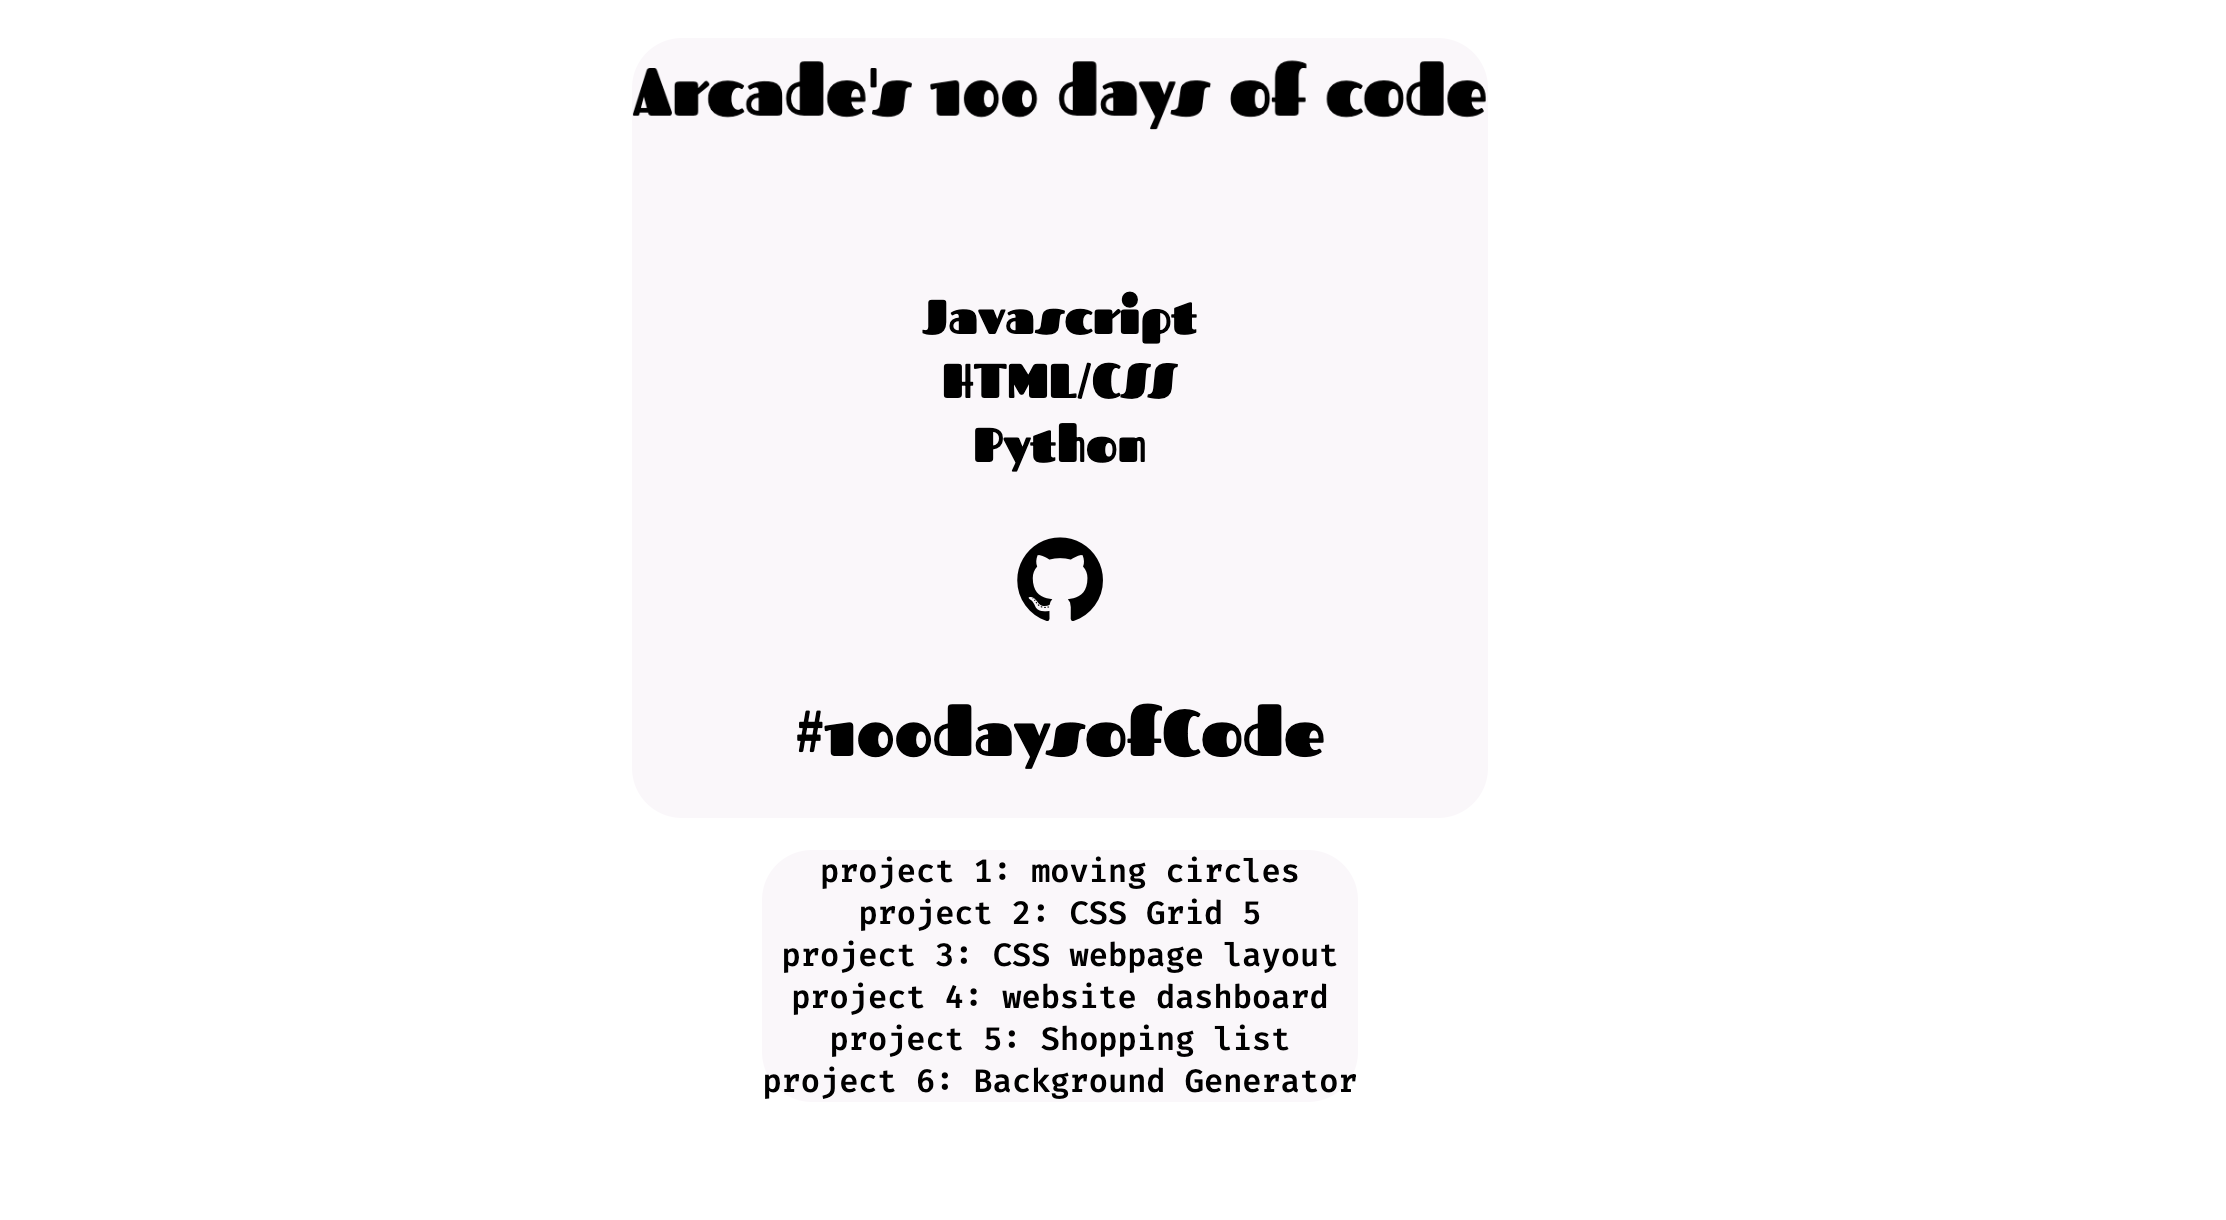 Arcade's 100 days of code
Javascript
HTML/CSS
Python
#100daysofCode
project 1: moving circles
project 2: CSS Grid 5
project 3: CSS webpage layout
project 4: website dashboard
project 5: Shopping list
project 6: Background Generator